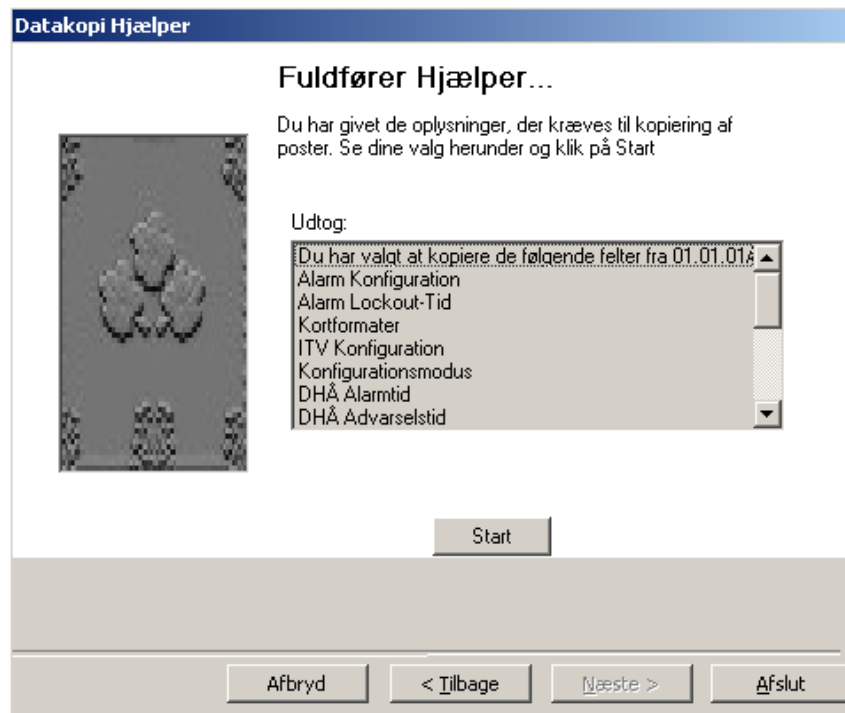 Datakopi Hjælper
Fuldfører Hjælper...
Du har givet de oplysninger, der kræves til kopiering af
poster. Se dine valg herunder og klik på Start
Udtog:
Du har valgt at kopiere de følgende felter fra 01.01.01
Alarm Konfiguration
Alarm Lockout-Tid
Kortformater
ITV Konfiguration
Konfigurationsmodus
DHÅ Alarmtid
DHÅ Advarselstid
Start
Afbryd
< Tilbage
Næste >
Afslut